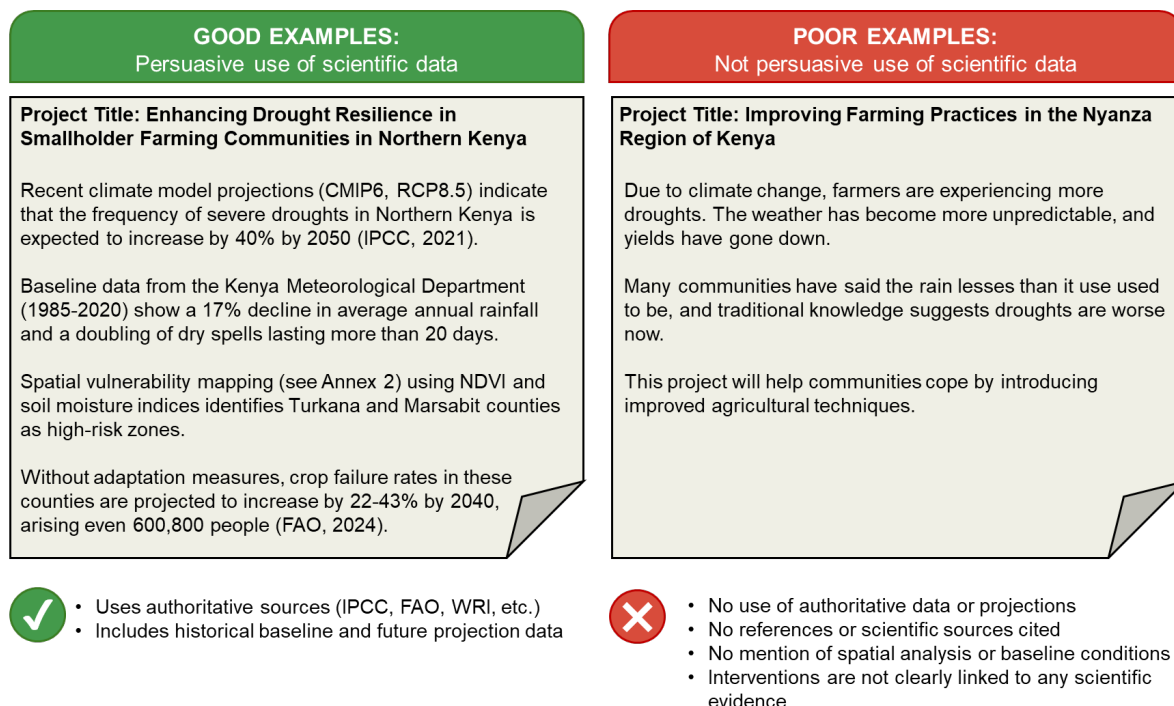 GOOD EXAMPLES:
Persuasive use of scientific data
Project Title: Enhancing Drought Resilience in
Smallholder Farming Communities in Northern Kenya
Recent climate model projections (CMIP6, RCP8.5) indicate
that the frequency of severe droughts in Northern Kenya is
expected to increase by 40% by 2050 (IPCC, 2021).
Baseline data from the Kenya Meteorological Department
(1985-2020) show a 17% decline in average annual rainfall
and a doubling of dry spells lasting more than 20 days.
Spatial vulnerability mapping (see Annex 2) using NDVI and
soil moisture indices identifies Turkana and Marsabit counties
as high-risk zones.
Without adaptation measures, crop failure rates in these
counties are projected to increase by 22-43% by 2040,
arising even 600,800 people (FAO, 2024).
• Uses authoritative sources (IPCC, FAO, WRI, etc.)
• Includes historical baseline and future projection data
POOR EXAMPLES:
Not persuasive use of scientific data
Project Title: Improving Farming Practices in the Nyanza
Region of Kenya
Due to climate change, farmers are experiencing more
droughts. The weather has become more unpredictable, and
yields have gone down.
Many communities have said the rain lesses than it use used
to be, and traditional knowledge suggests droughts are worse
now.
This project will help communities cope by introducing
improved agricultural techniques.
• No use of authoritative data or projections
• No references or scientific sources cited
• No mention of spatial analysis or baseline conditions
• Interventions are not clearly linked to any scientific
evidence